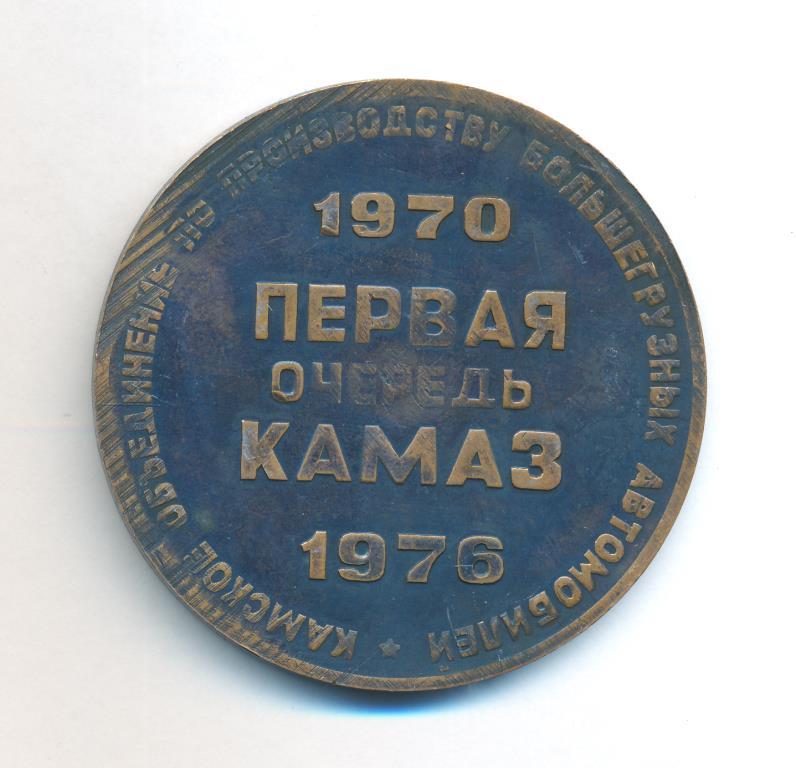 КАМСКОЕ ОБЪЕДИНЕНИЕ ПО ПРОИЗВОДСТВУ БОЛЬШЕГРУЗНЫХ АВТОМОБИЛЕЙ
1970
ПЕРВАЯ
ОЧЕРЕДЬ
КАМАЗ
1976